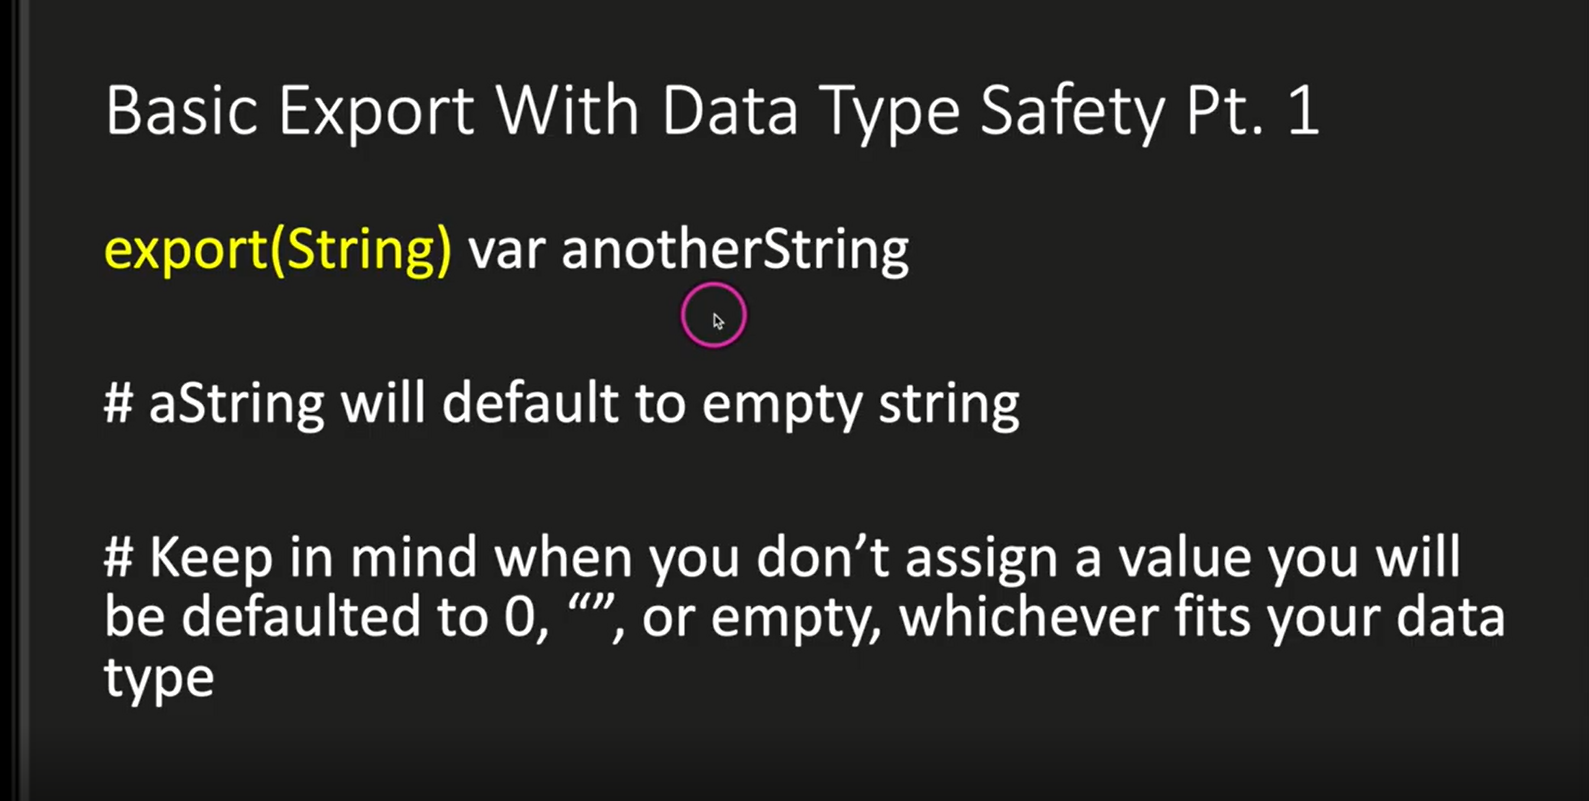 Basic Export With Data Type Safety Pt. 1
export(String) var anotherString
# aString will default to empty string
# Keep in mind when you don’t assign a value you will
be defaulted to 0, “”, or empty, whichever fits your data
type